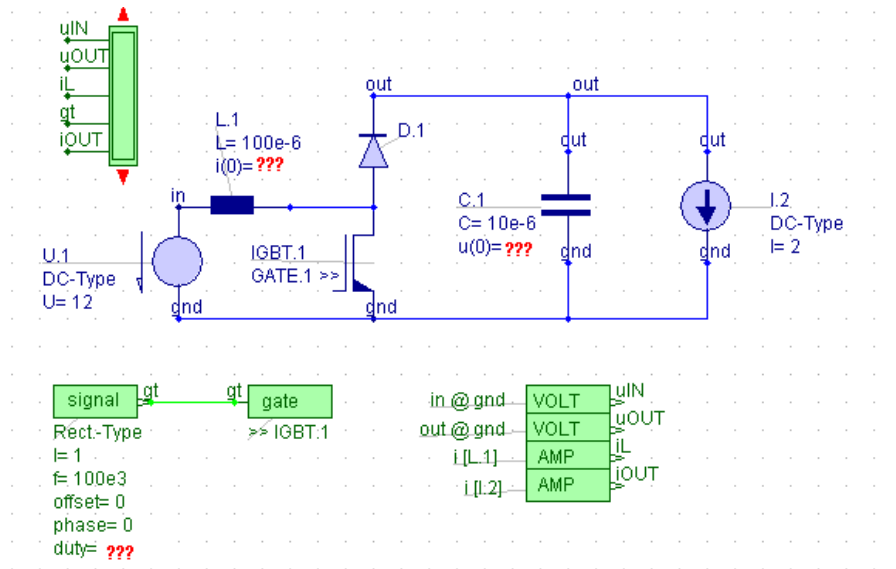 uIN
uOUT
iL
gt
iOUT
L.1
L= 100e-6
i(0)= ???
in
out
out
D.1
out
out
C.1
C= 10e-6
u(0)= ???
gnd
I.2
DC-Type
I= 2
gnd
U.1
DC-Type
U= 12
gnd
IGBT.1
GATE.1 >>
gnd
signal
gt
gt
gate
Rect.-Type
>> IGBT.1
I= 1
f= 100e3
offset= 0
phase= 0
duty= ???
in @ gnd VOLT uIN
out @ gnd VOLT uOUT
i [L.1] AMP iL
i [I.2] AMP iOUT